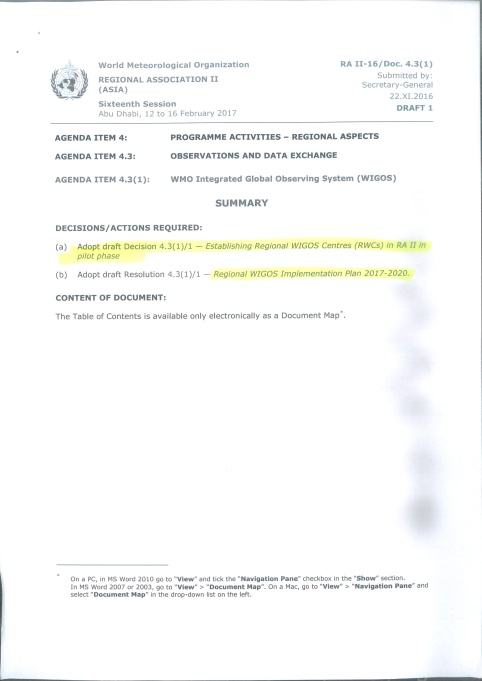 World Meteorological Organization
REGIONAL ASSOCIATION II
(ASIA)
Sixteenth Session
Abu Dhabi, 12 to 16 February 2017
RA II-16/Doc. 4.3(1)
Submitted by:
Secretary-General
22.XI.2016
DRAFT 1
AGENDA ITEM 4: PROGRAMME ACTIVITIES – REGIONAL ASPECTS
AGENDA ITEM 4.3: OBSERVATIONS AND DATA EXCHANGE
AGENDA ITEM 4.3(1): WMO Integrated Global Observing System (WIGOS)
SUMMARY
DECISIONS/ACTIONS REQUIRED:
(a) Adopt draft Decision 4.3(1)/1 — Establishing Regional WIGOS Centres (RWCs) in RA II in
pilot phase
(b) Adopt draft Resolution 4.3(1)/1 — Regional WIGOS Implementation Plan 2017-2020.
CONTENT OF DOCUMENT:
The Table of Contents is available only electronically as a Document Map*.
* On a PC, in MS Word 2010 go to "View" and tick the "Navigation Pane" checkbox in the "Show" section.
In MS Word 2007 or 2003, go to "View" > "Document Map". On a Mac, go to "View" > "Navigation Pane" and
select "Document Map" in the drop-down list on the left.